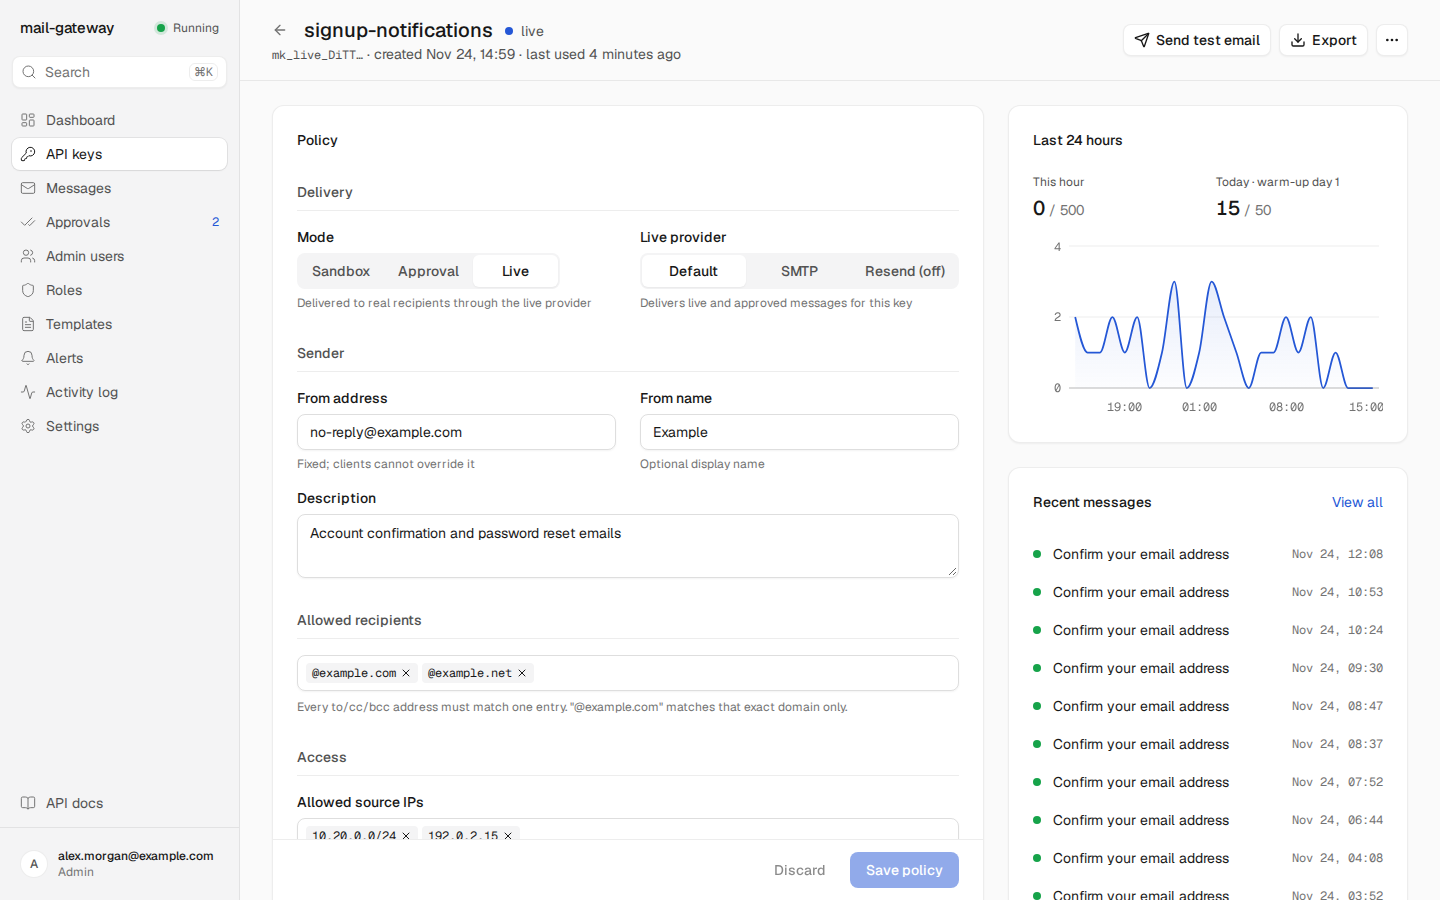 mail-gateway
Running
Search
⌘K
Dashboard
API keys
Messages
Approvals
2
Admin users
Roles
Templates
Alerts
Activity log
Settings
API docs
A
alex.morgan@example.com
Admin
signup-notifications
live
mk_live_DiTT… · created Nov 24, 14:59 · last used 4 minutes ago
Send test email
Export
Policy
Delivery
Mode
Sandbox
Approval
Live
Delivered to real recipients through the live provider
Live provider
Default
SMTP
Resend (off)
Delivers live and approved messages for this key
Sender
From address
no-reply@example.com
Fixed; clients cannot override it
From name
Example
Optional display name
Description
Account confirmation and password reset emails
Allowed recipients
@example.com
@example.net
Every to/cc/bcc address must match one entry. "@example.com" matches that exact domain only.
Access
Allowed source IPs
10.20.0.0/24
192.0.2.15
Discard
Save policy
Last 24 hours
This hour
0 / 500
Today · warm-up day 1
15 / 50
4
2
0
19:00
01:00
08:00
15:00
Recent messages
View all
Confirm your email address
Nov 24, 12:08
Confirm your email address
Nov 24, 10:53
Confirm your email address
Nov 24, 10:24
Confirm your email address
Nov 24, 09:30
Confirm your email address
Nov 24, 08:47
Confirm your email address
Nov 24, 08:37
Confirm your email address
Nov 24, 07:52
Confirm your email address
Nov 24, 06:44
Confirm your email address
Nov 24, 04:08
Confirm your email address
Nov 24, 03:52